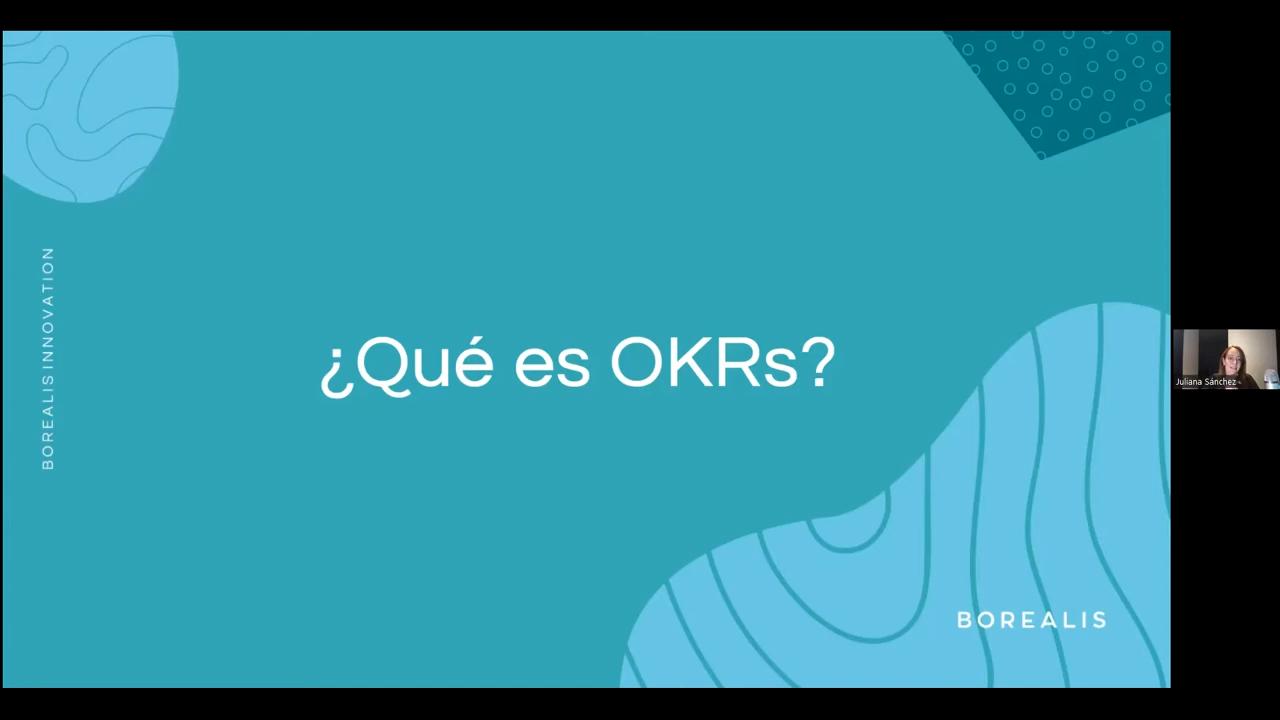 BOREALIS INNOVATION
¿Qué es OKRs?
Juliana Sánchez
BOREALIS